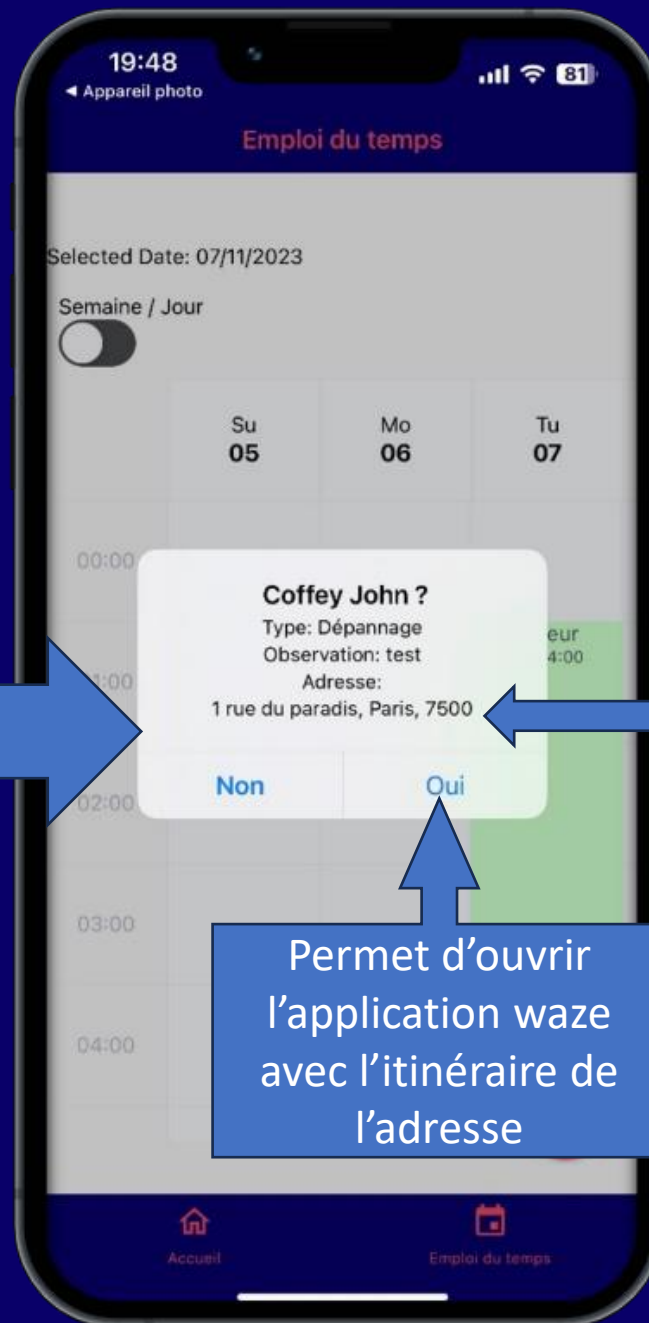 19:48
81
◄ Appareil photo
Emploi du temps
Selected Date: 07/11/2023
Semaine / Jour
Su
05
Mo
06
Tu
07
00:00
Coffey John ?
Type: Dépannage
Observation: test
Adresse:
1 rue du paradis, Paris, 7500
eur
4:00
:00
Non
Oui
02:00
03:00
Permet d’ouvrir
l’application waze
avec l’itinéraire de
l’adresse
04:00
Accueil
Emploi du temps